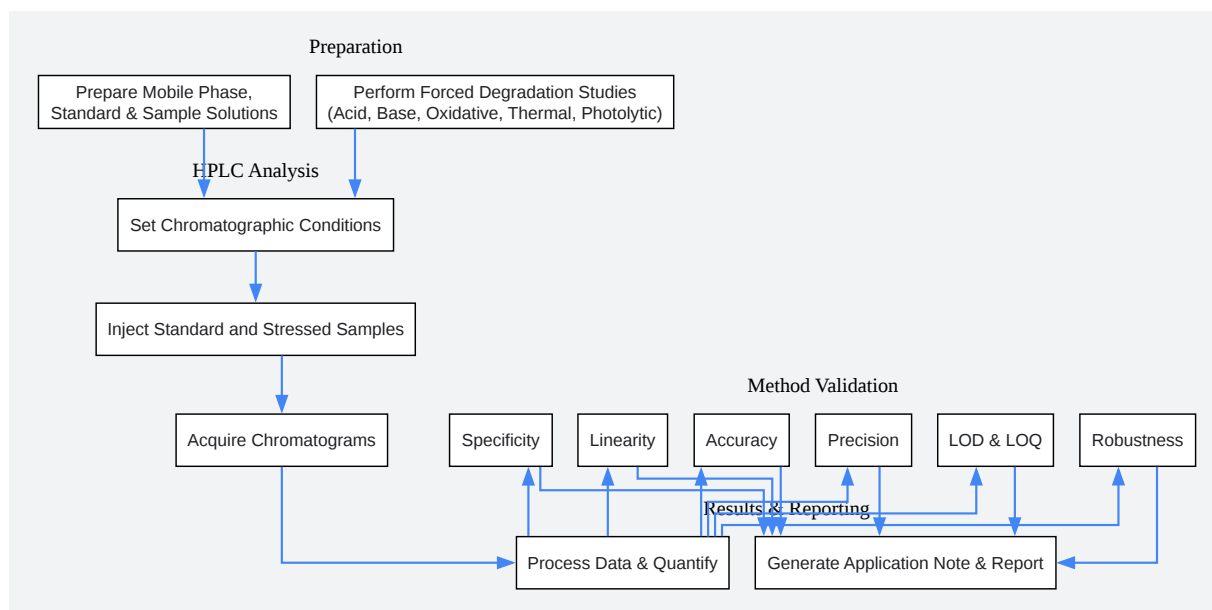 Preparation
Prepare Mobile Phase,
Standard & Sample Solutions
Perform Forced Degradation Studies
(Acid, Base, Oxidative, Thermal, Photolytic)
HPLC Analysis
Set Chromatographic Conditions
Inject Standard and Stressed Samples
Method Validation
Acquire Chromatograms
Specificity
Linearity
Accuracy
Precision
LOD & LOQ
Robustness
Results & Reporting
Process Data & Quantify
Generate Application Note & Report